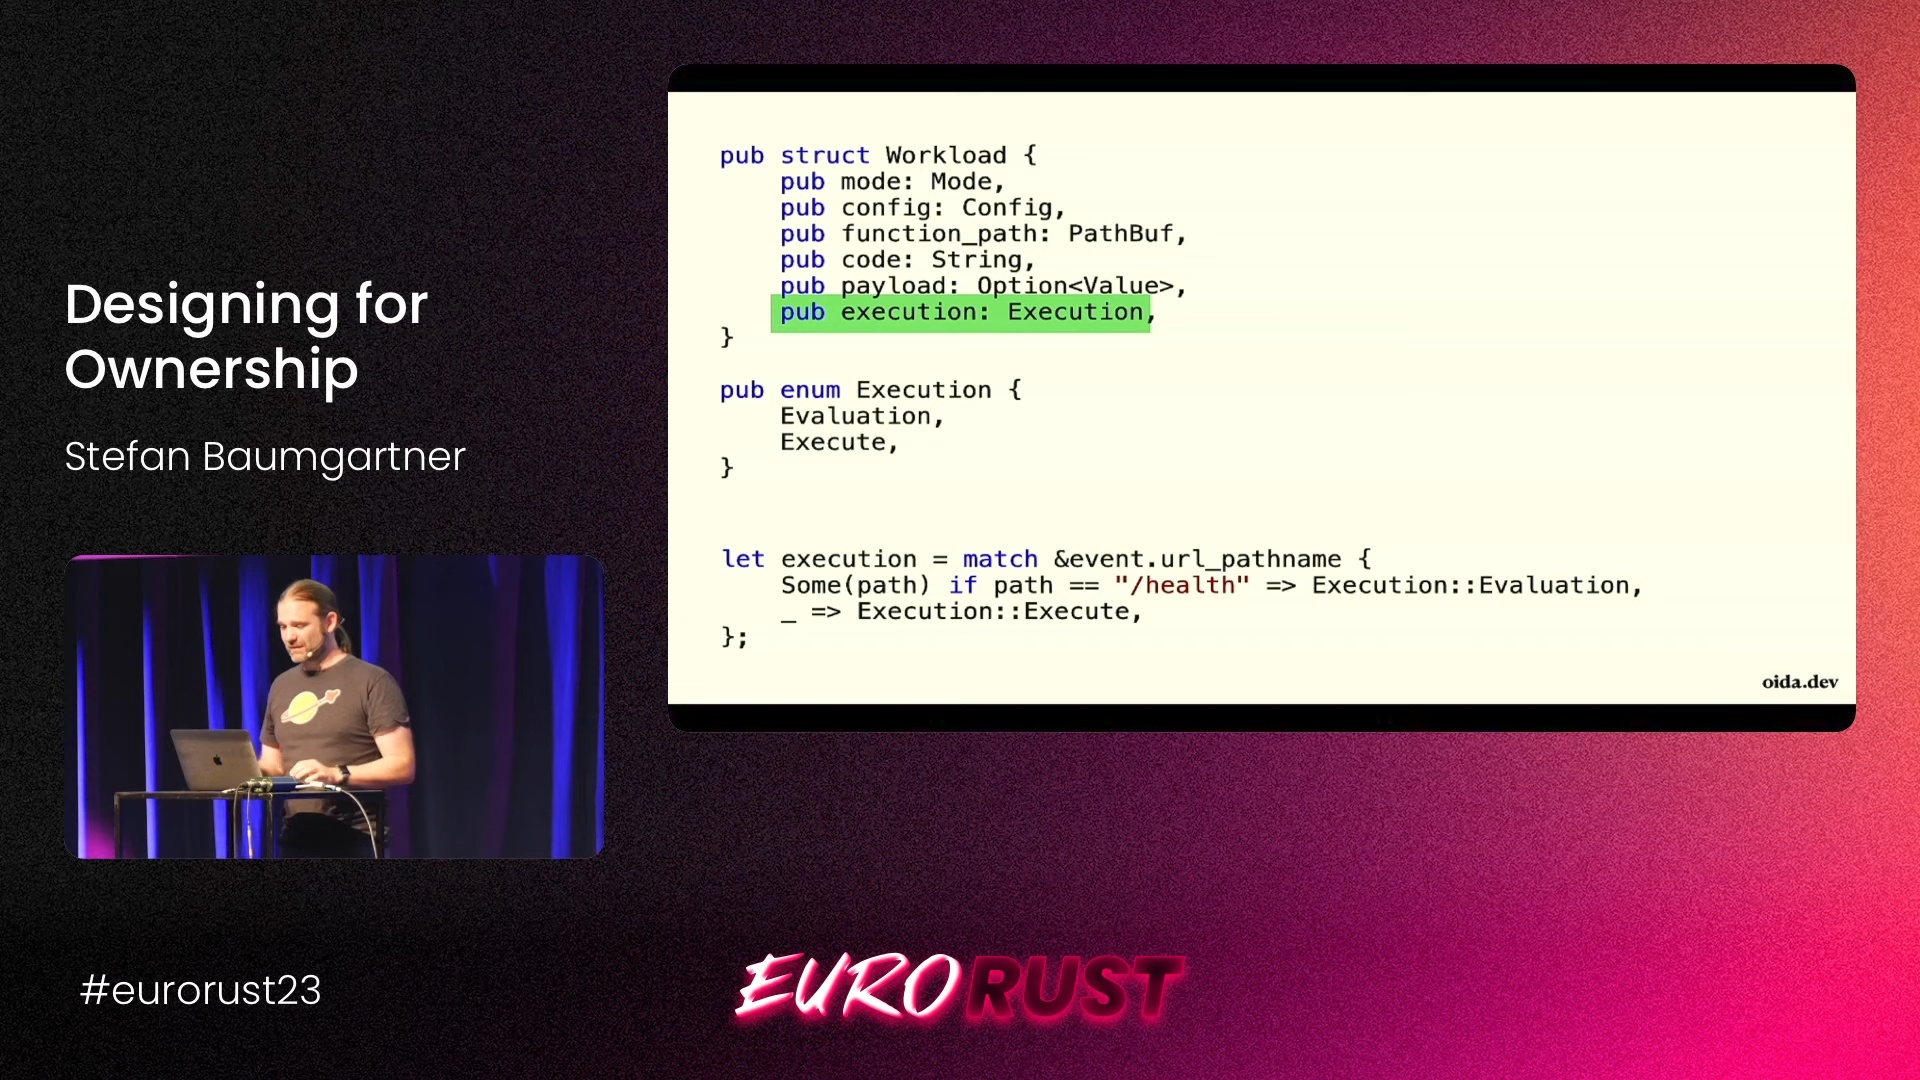 Designing for
Ownership
Stefan Baumgartner
#eurorust23
pub struct Workload {
    pub mode: Mode,
    pub config: Config,
    pub function_path: PathBuf,
    pub code: String,
    pub payload: Option<Value>,
    pub execution: Execution,
}
pub enum Execution {
    Evaluation,
    Execute,
}
let execution = match &event.url_pathname {
    Some(path) if path == "/health" => Execution::Evaluation,
    _ => Execution::Execute,
};
oida.dev
EURORUST